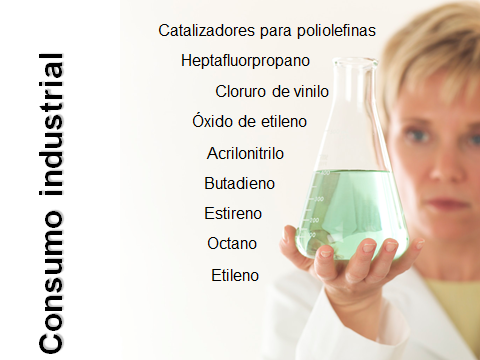 Consumo industrial
Catalizadores para poliolefinas
Heptafluorpropano
Cloruro de vinilo
Óxido de etileno
Acrilonitrilo
Butadieno
Estireno
Octano
Etileno